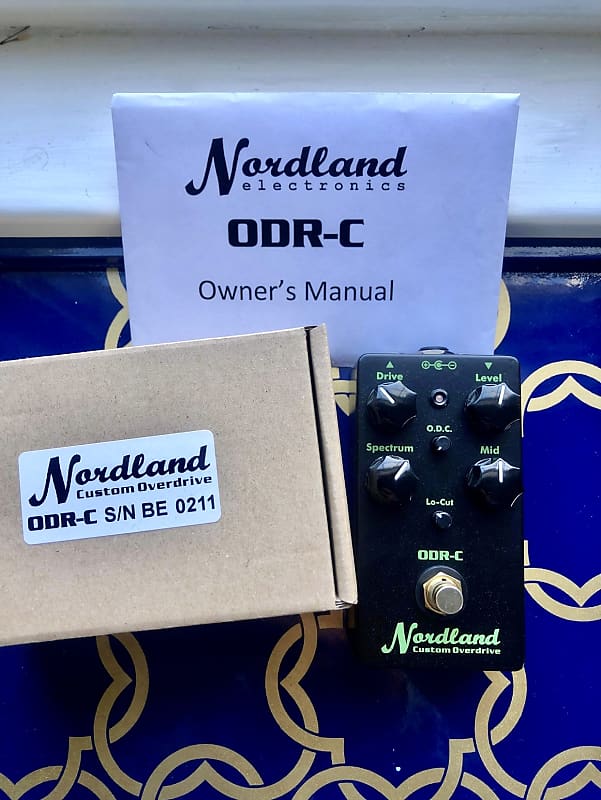 Nordland
electronics
ODR-C
Owner's Manual
Nordland
Custom Overdrive
ODR-C S/N BE 0211
Drive
Level
O.D.C.
Spectrum
Mid
Lo-Cut
ODR-C
Nordland
Custom Overdrive